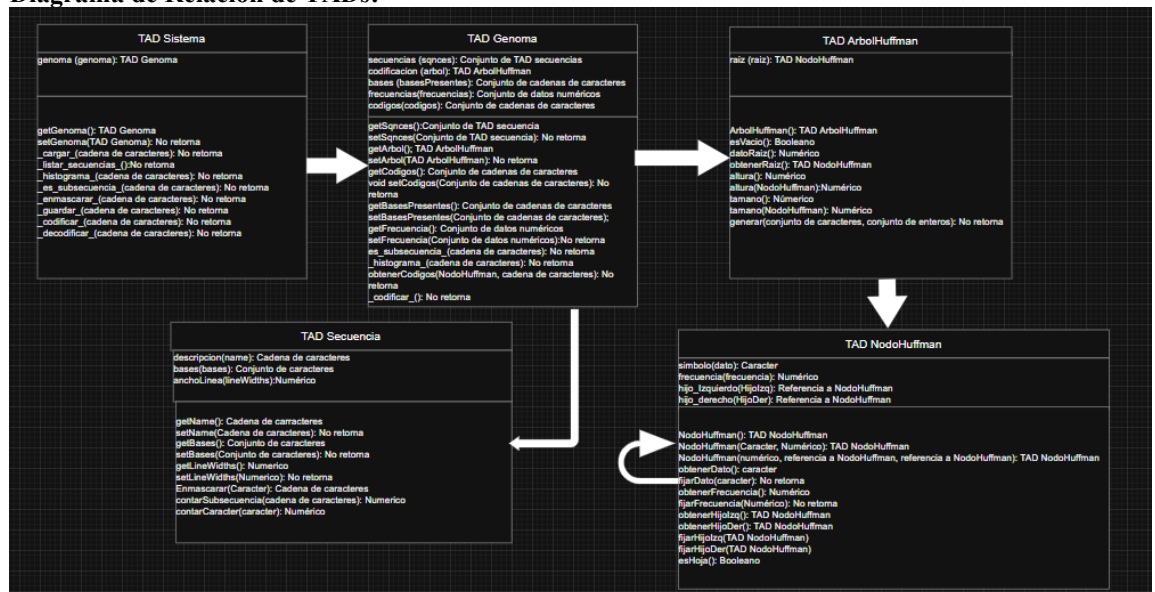 Diagrama de Relación de TADs:
TAD Sistema
genoma (genoma): TAD Genoma
getGenoma(): TAD Genoma
setGenoma(TAD Genoma): No retorna
_cargar_(cadena de caracteres): No retorna
_listar_secuencias_():No retorna
_histograma_(cadena de caracteres): No retorna
_es_subsecuencia_(cadena de caracteres): No retorna
_enmascarar_(cadena de caracteres): No retorna
_guardar_(cadena de caracteres): No retorna
_codificar_(cadena de caracteres): No retorna
_decodificar_(cadena de caracteres): No retorna
TAD Genoma
secuencias (sqnces): Conjunto de TAD secuencias
codificacion (arbol): TAD ArbolHuffman
bases (basesPresentes): Conjunto de cadenas de caracteres
frecuencias(frecuencias): Conjunto de datos numéricos
codigos(codigos): Conjunto de cadenas de caracteres
getSqnces():Conjunto de TAD secuencia
setSqnces(Conjunto de TAD secuencia): No retorna
getArbol(); TAD ArbolHuffman
setArbol(TAD ArbolHuffman): No retorna
getCodigos(): Conjunto de cadenas de caracteres
void setCodigos(Conjunto de cadenas de caracteres): No
retorna
getBasesPresentes(): Conjunto de cadenas de caracteres
setBasesPresentes(Conjunto de cadenas de caracteres);
getFrecuencia(): Conjunto de datos numéricos
setFrecuencia(Conjunto de datos numéricos):No retorna
es_subsecuencia_(cadena de caracteres): No retorna
_histograma_(cadena de caracteres): No retorna
obtenerCodigos(NodoHuffman, cadena de caracteres): No
retorna
_codificar_(): No retorna
TAD ArbolHuffman
raiz (raiz): TAD NodoHuffman
ArbolHuffman(): TAD ArbolHuffman
esVacio(): Booleano
datoRaiz(): Numérico
obtenerRaiz(): TAD NodoHuffman
altura(): Numérico
altura(NodoHuffman):Numérico
tamano(): Númerico
tamano(NodoHuffman): Numérico
generar(conjunto de caracteres, conjunto de enteros): No retorna
TAD Secuencia
descripcion(name): Cadena de caracteres
bases(bases): Conjunto de caracteres
anchoLinea(lineWidths):Numérico
getName(): Cadena de carracteres
setName(Cadena de caracteres): No retorna
getBases(): Conjunto de caracteres
setBases(Conjunto de caracteres):No retorna
getLineWidths(): Numerico
setLineWidths(Numerico): No retorna
Enmascarar(Caracter): Cadena de caracteres
contarSubsecuencia(cadena de caracteres): Numerico
contarCaracter(caracter): Numérico
TAD NodoHuffman
simbolo(dato): Caracter
frecuencia(frecuencia): Numérico
hijo_Izquierdo(HijoIzq): Referencia a NodoHuffman
hijo_derecho(HijoDer): Referencia a NodoHuffman
NodoHuffman(): TAD NodoHuffman
NodoHuffman(Caracter, Numérico): TAD NodoHuffman
NodoHuffman(numérico, referencia a NodoHuffman, referencia a NodoHuffman): TAD NodoHuffman
obtenerDato(): caracter
fijarDato(caracter): No retorna
obtenerFrecuencia(): Numérico
fijarFrecuencia(Numérico): No retorna
obtenerHijoIzq(): TAD NodoHuffman
obtenerHijoDer(): TAD NodoHuffman
fijarHijoIzq(TAD NodoHuffman)
fijarHijoDer(TAD NodoHuffman)
esHoja(): Booleano